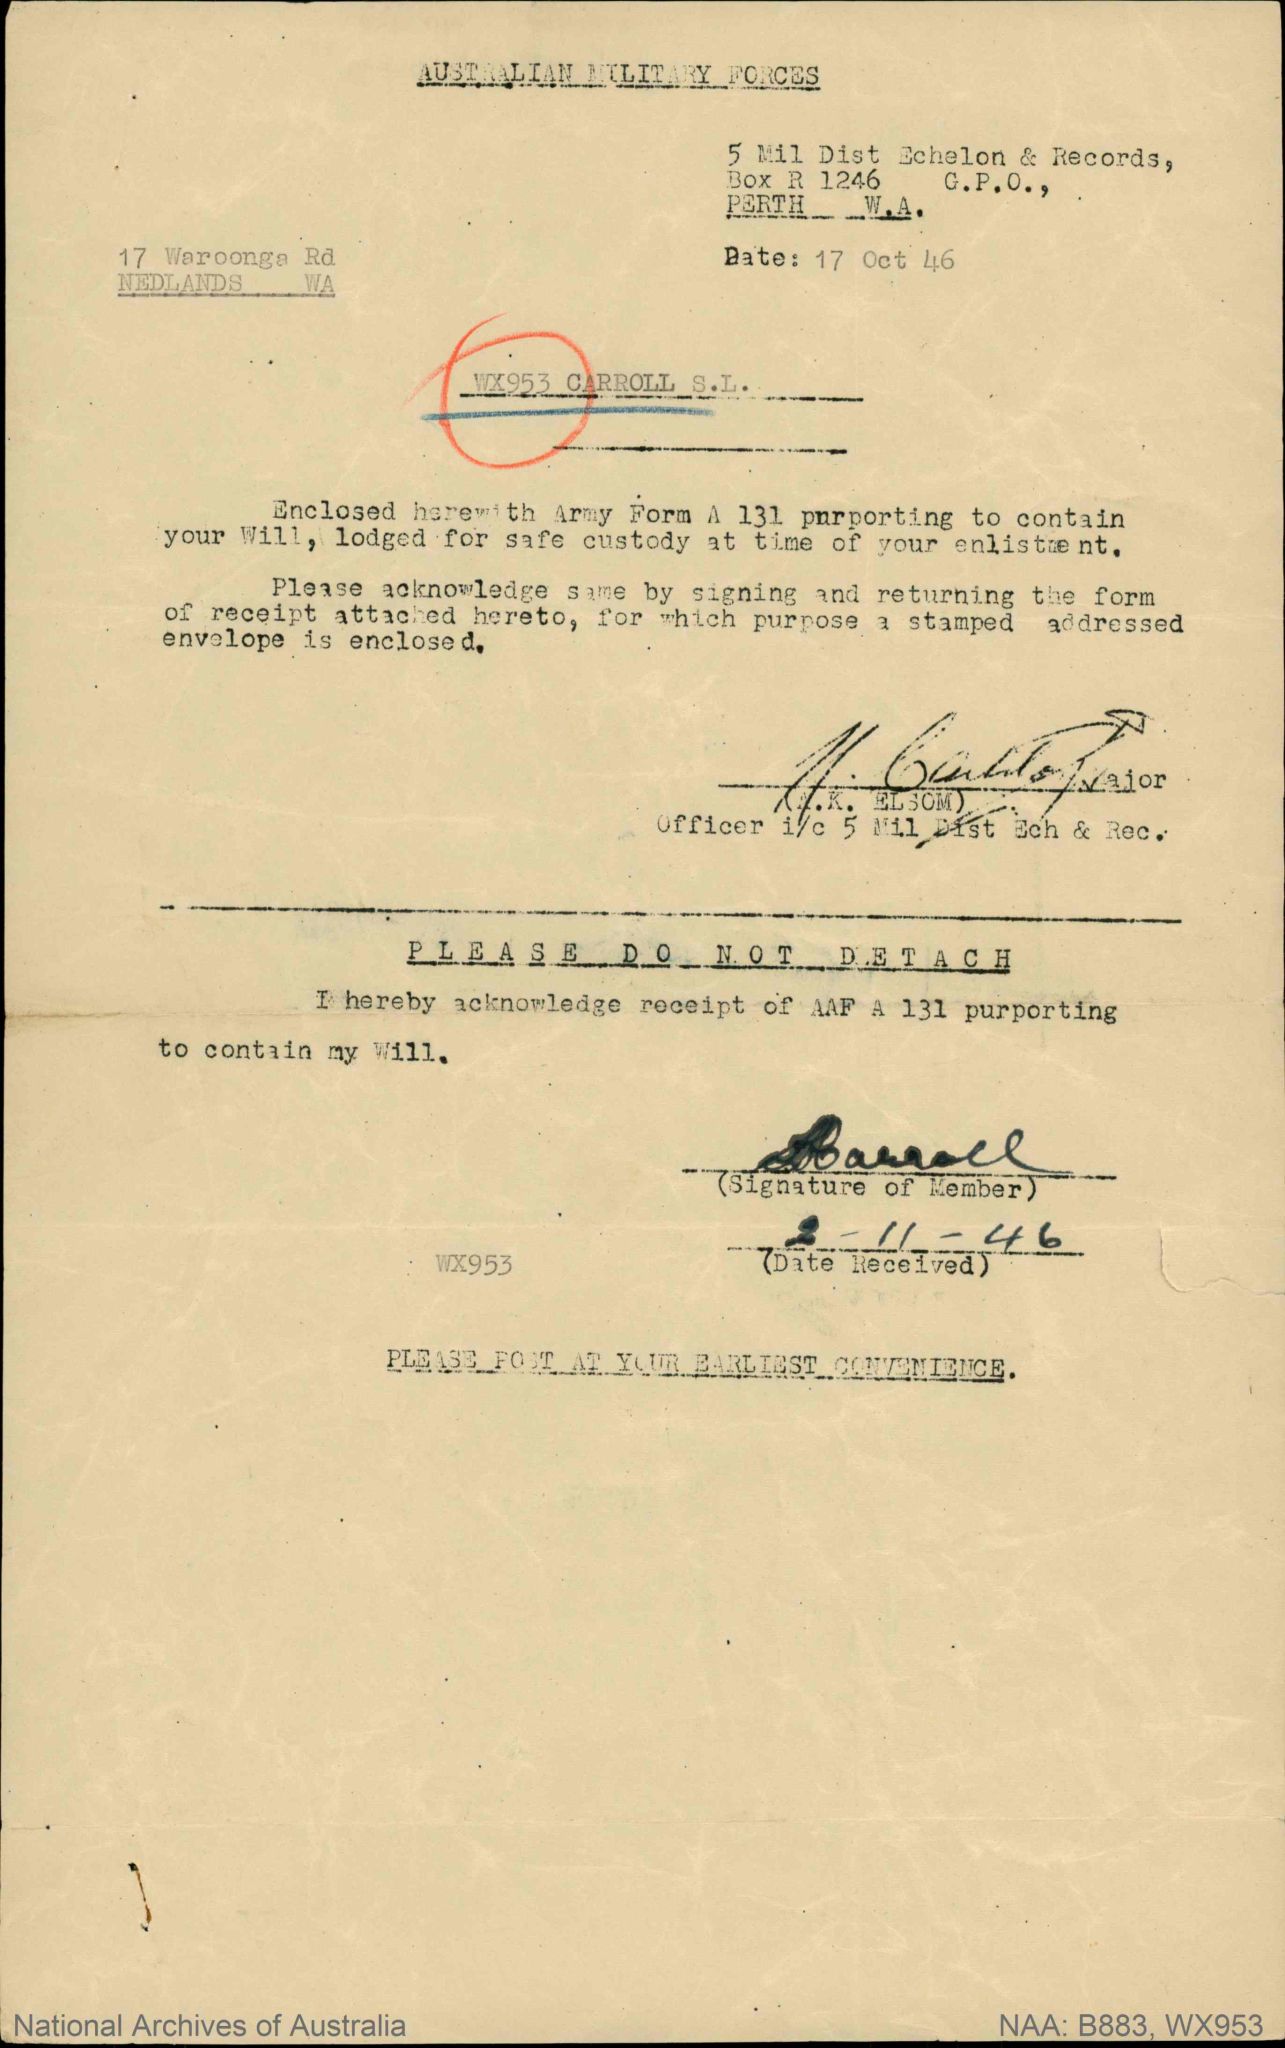 AUSTRALIAN MILITARY FORCES
5 Mil Dist Echelon & Records,
Box R 1246 G.P.O.,
PERTH W.A.
17 Waroonga Rd
NEDLANDS WA
Date: 17 Oct 46
WX953 CARROLL S.L.
Enclosed herewith Army Form A 131 purporting to contain
your Will, lodged for safe custody at time of your enlistment.
Please acknowledge same by signing and returning the form
of receipt attached hereto, for which purpose a stamped addressed
envelope is enclosed.
Major
K. ELSOM)
Officer i/c 5 Mil Dist Ech & Rec.
PLEASE DO NOT DETACH
I hereby acknowledge receipt of AAF A 131 purporting
to contain my Will.
Carroll
(Signature of Member)
2-11-46
(Date Received)
WX953
PLEASE POST AT YOUR EARLIEST CONVENIENCE.
National Archives of Australia
NAA: B883, WX953